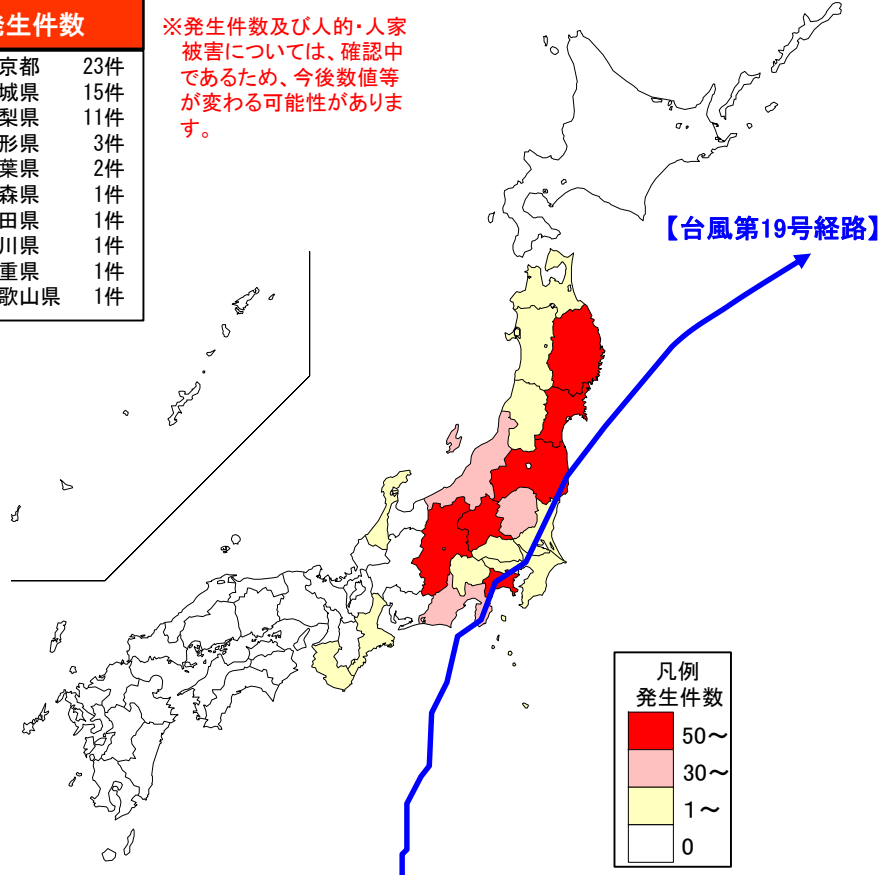 発生件数
京都 23件
城県 15件
梨県 11件
形県 3件
葉県 2件
森県 1件
田県 1件
川県 1件
重県 1件
歌山県 1件
※発生件数及び人的・人家
被害については、確認中
であるため、今後数値等
が変わる可能性がありま
す。
【台風第19号経路】
凡例
発生件数
50～
30～
1～
0